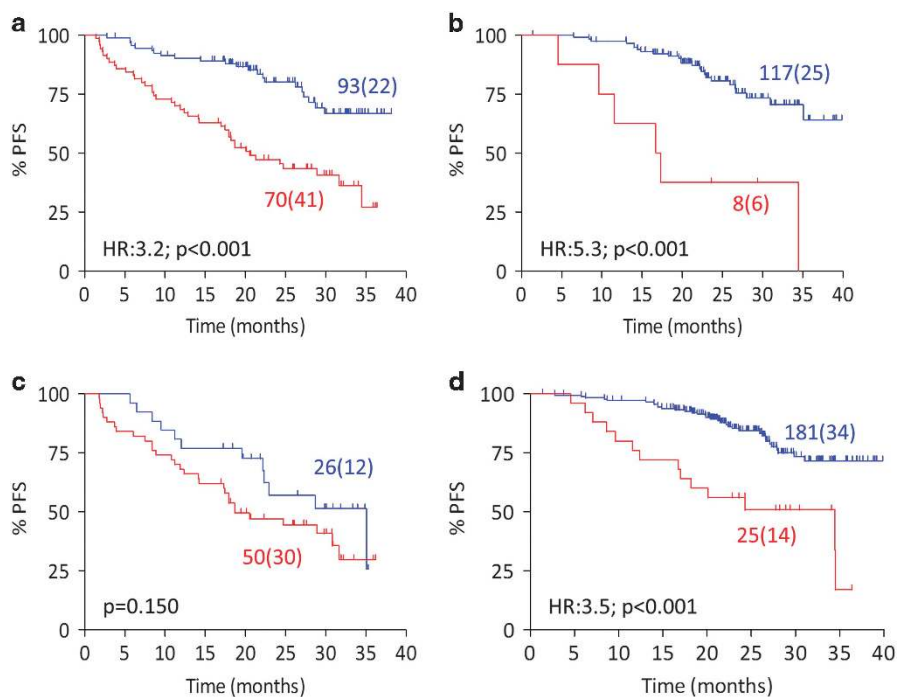 a
100
75
50
25
0
% PFS
93(22)
70(41)
HR:3.2; p<0.001
0 5 10 15 20 25 30 35 40
Time (months)
b
100
75
50
25
0
% PFS
117(25)
8(6)
HR:5.3; p<0.001
0 5 10 15 20 25 30 35 40
Time (months)
c
100
75
50
25
0
% PFS
26(12)
50(30)
p=0.150
0 5 10 15 20 25 30 35 40
Time (months)
d
100
75
50
25
0
% PFS
181(34)
25(14)
HR:3.5; p<0.001
0 5 10 15 20 25 30 35 40
Time (months)